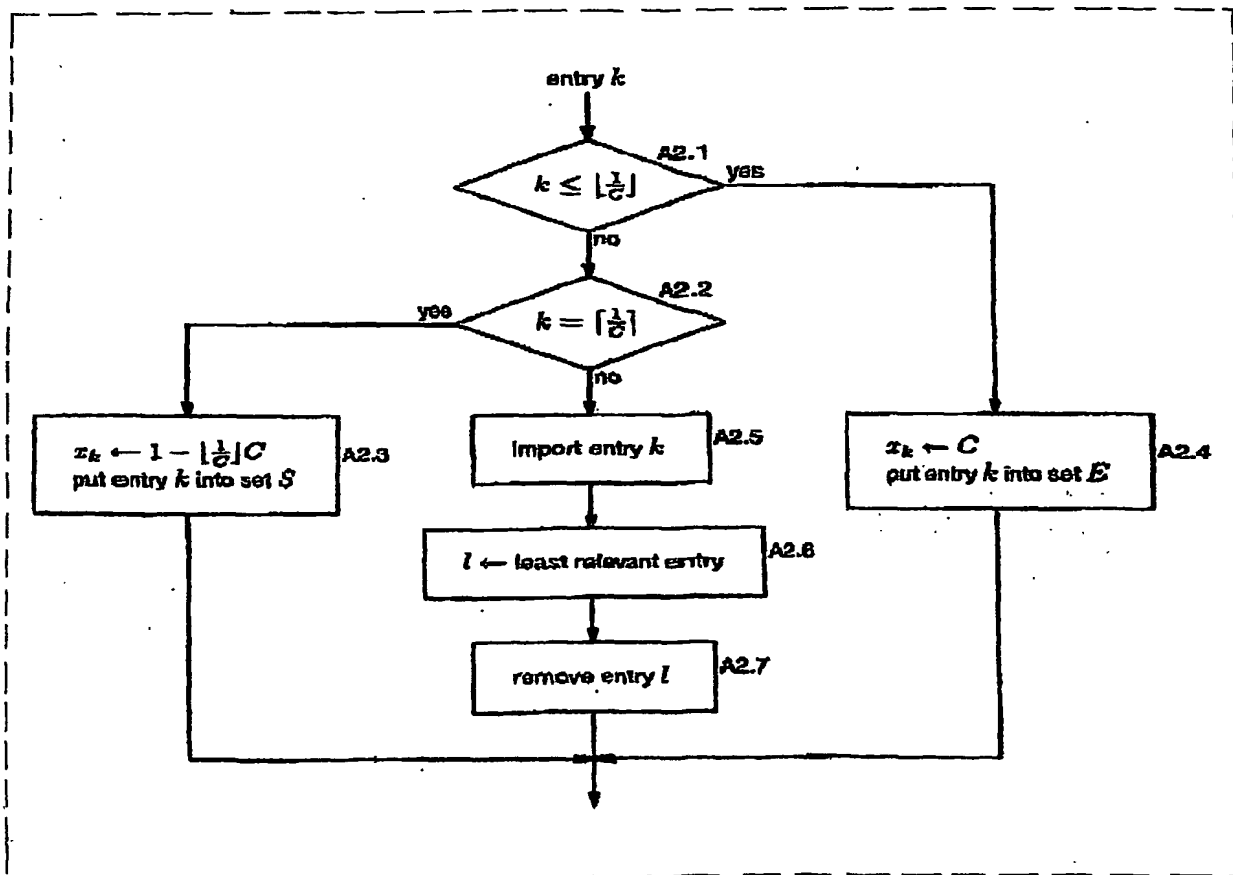 entry k
A2.1
k ≤ ⌊1/C⌋
yes
no
A2.2
yes
k = ⌈1/C⌉
no
x_k ← 1 − ⌊1/C⌋C
put entry k into set S
A2.3
import entry k
A2.5
x_k ← C
put entry k into set E
A2.4
l ← least relevant entry
A2.6
remove entry l
A2.7